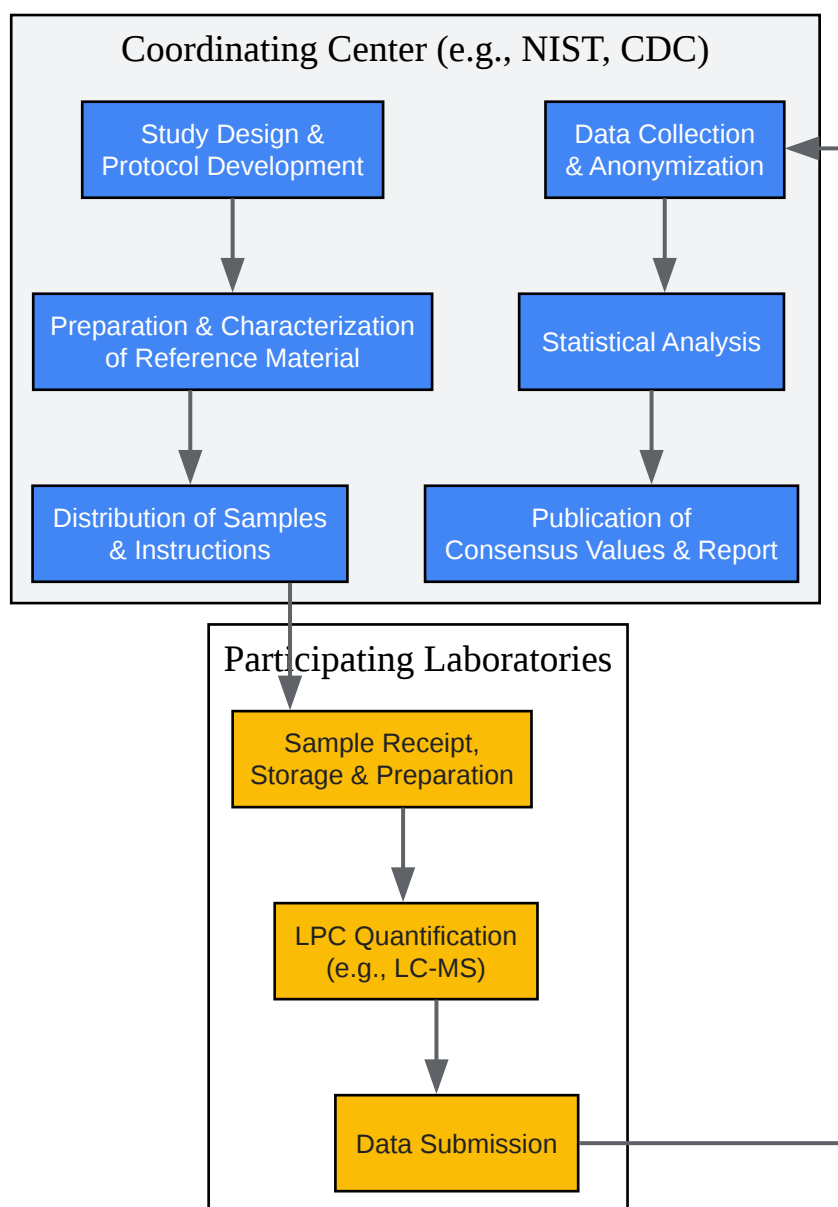 Coordinating Center (e.g., NIST, CDC)
Study Design &
Protocol Development
Data Collection
& Anonymization
Preparation & Characterization
of Reference Material
Statistical Analysis
Distribution of Samples
& Instructions
Publication of
Consensus Values & Report
Participating Laboratories
Sample Receipt,
Storage & Preparation
LPC Quantification
(e.g., LC-MS)
Data Submission